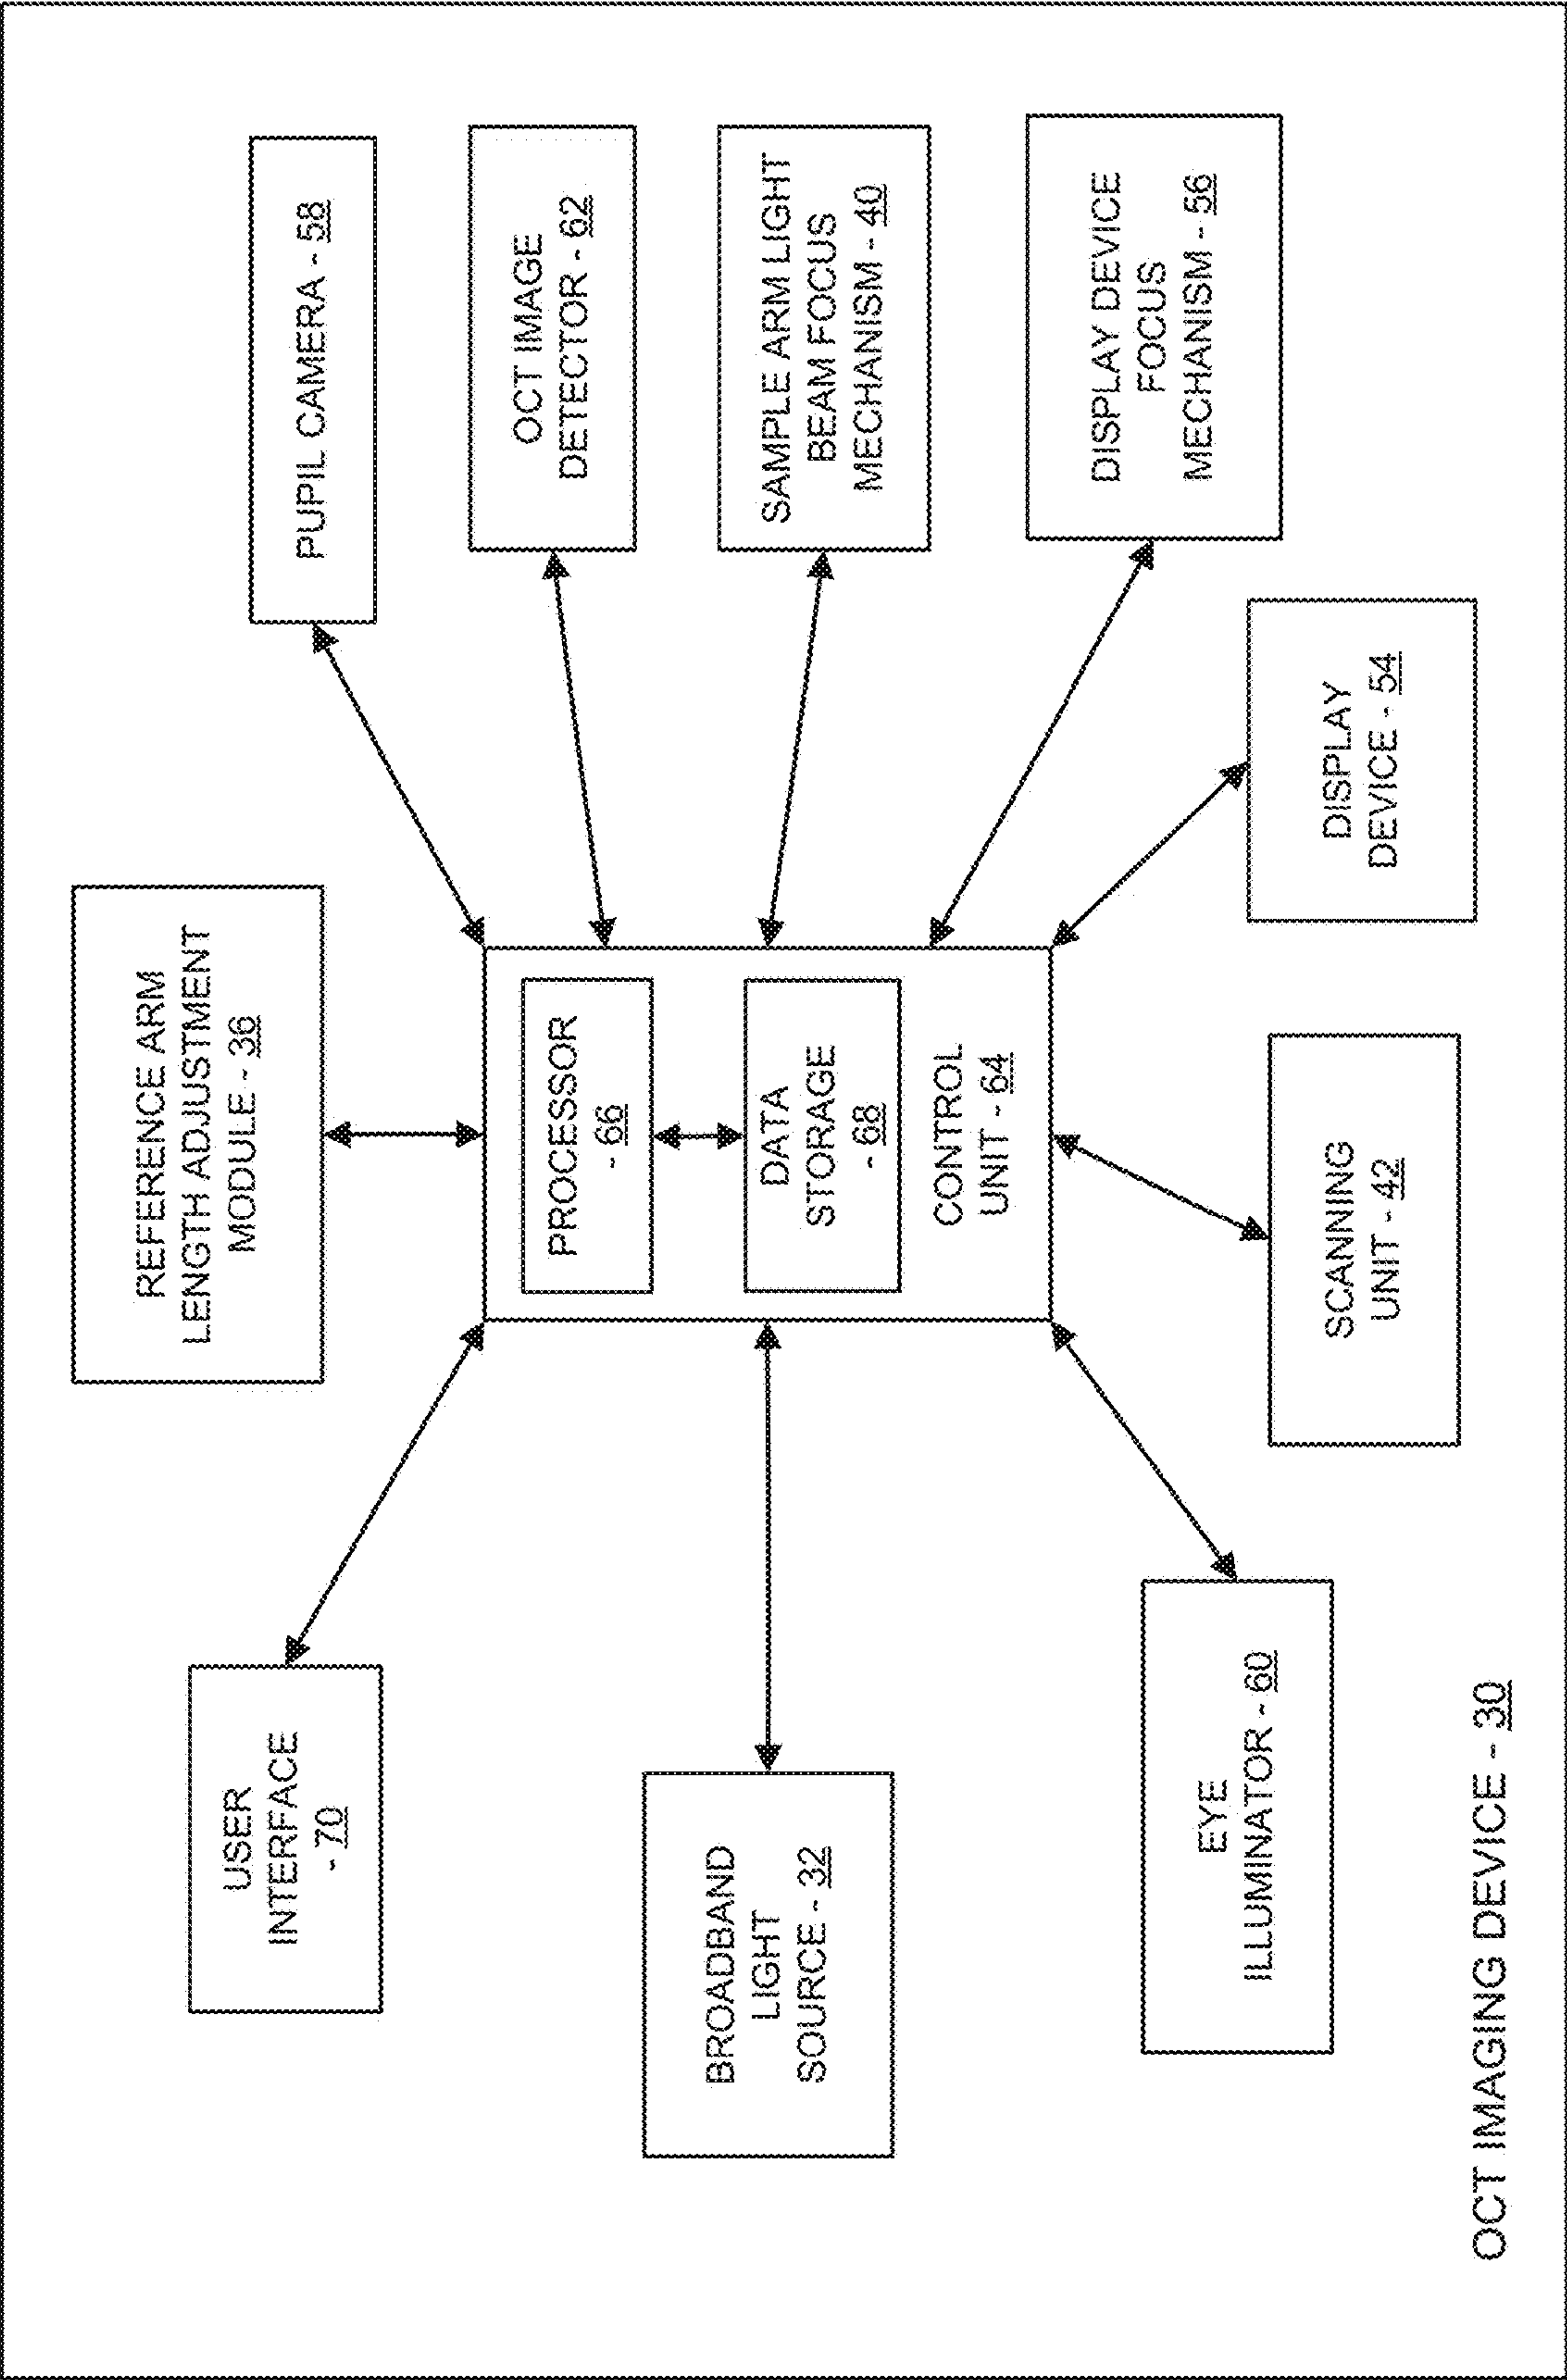 REFERENCE ARM
LENGTH ADJUSTMENT
MODULE - 36
USER
INTERFACE
- 70
PUPIL CAMERA - 58
OCT IMAGE
DETECTOR - 62
PROCESSOR
- 66
DATA
STORAGE
- 68
CONTROL
UNIT - 64
BROADBAND
LIGHT
SOURCE - 32
SAMPLE ARM LIGHT
BEAM FOCUS
MECHANISM - 40
DISPLAY DEVICE
FOCUS
MECHANISM - 56
EYE
ILLUMINATOR - 60
SCANNING
UNIT - 42
DISPLAY
DEVICE - 54
OCT IMAGING DEVICE - 30